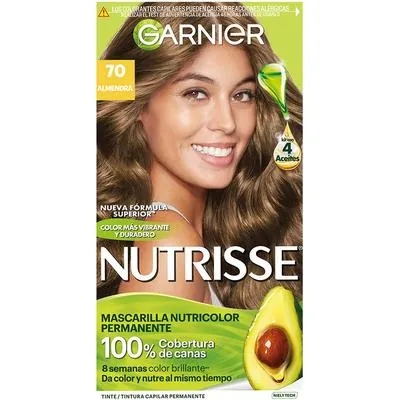 LOS COLORANTES CAPILARES PUEDEN CAUSAR REACCIONES ALÉRGICAS
GARNIER
70
ALMENDRA
4
Aceites
NUEVA FÓRMULA
SUPERIOR
COLOR MÁS VIBRANTE
Y DURADERO
NUTRISSE
MASCARILLA NUTRICOLOR
PERMANENTE
100% Cobertura
de canas
8 semanas color brillante
Da color y nutre al mismo tiempo
TINTE / TINTURA CAPILAR PERMANENTE
NIELYTECH